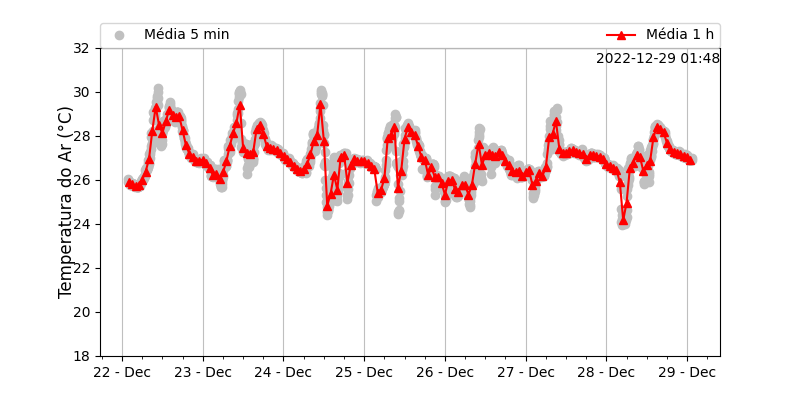 Média 5 min
Média 1 h
2022-12-29 01:48
Temperatura do Ar (°C)
32
30
28
26
24
22
20
18
22 - Dec
23 - Dec
24 - Dec
25 - Dec
26 - Dec
27 - Dec
28 - Dec
29 - Dec